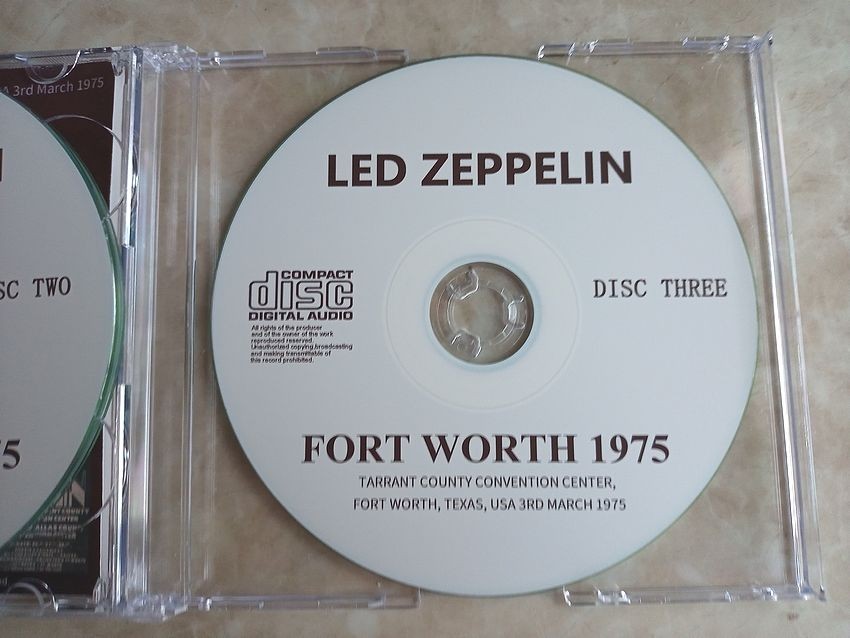 A 3rd March 1975
SC TWO
75
LED ZEPPELIN
COMPACT
disc
DIGITAL AUDIO
All rights of the producer
and of the owner of the work
reproduced reserved.
Unauthorized copying,broadcasting
and making transmittable of
this record prohibited.
DISC THREE
FORT WORTH 1975
TARRANT COUNTY CONVENTION CENTER,
FORT WORTH, TEXAS, USA 3RD MARCH 1975